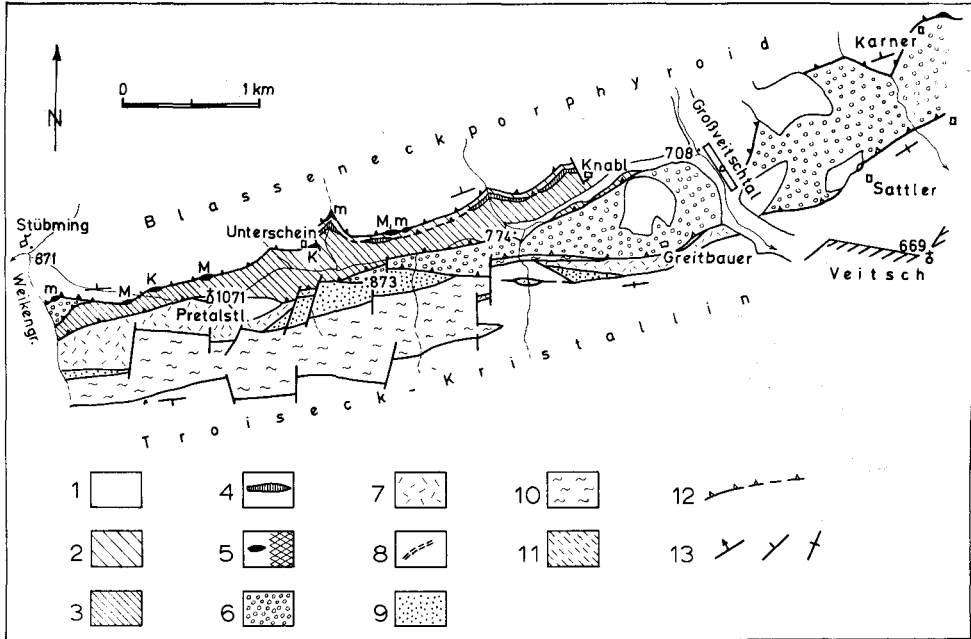 N
0 1 km
Blasseneckporphyroid
Karner
Großveitschtal
Sattler
Knabl
708
m
M,m
Unterschein
K
774
Greitbauer
669
Veitsch
Stübming
871
Weikengr.
m
M
K
M
1071
Pretalstl.
873
Troiseck-Kristallin
1 4 7 10 12
2 5 8 11 13
3 6 9